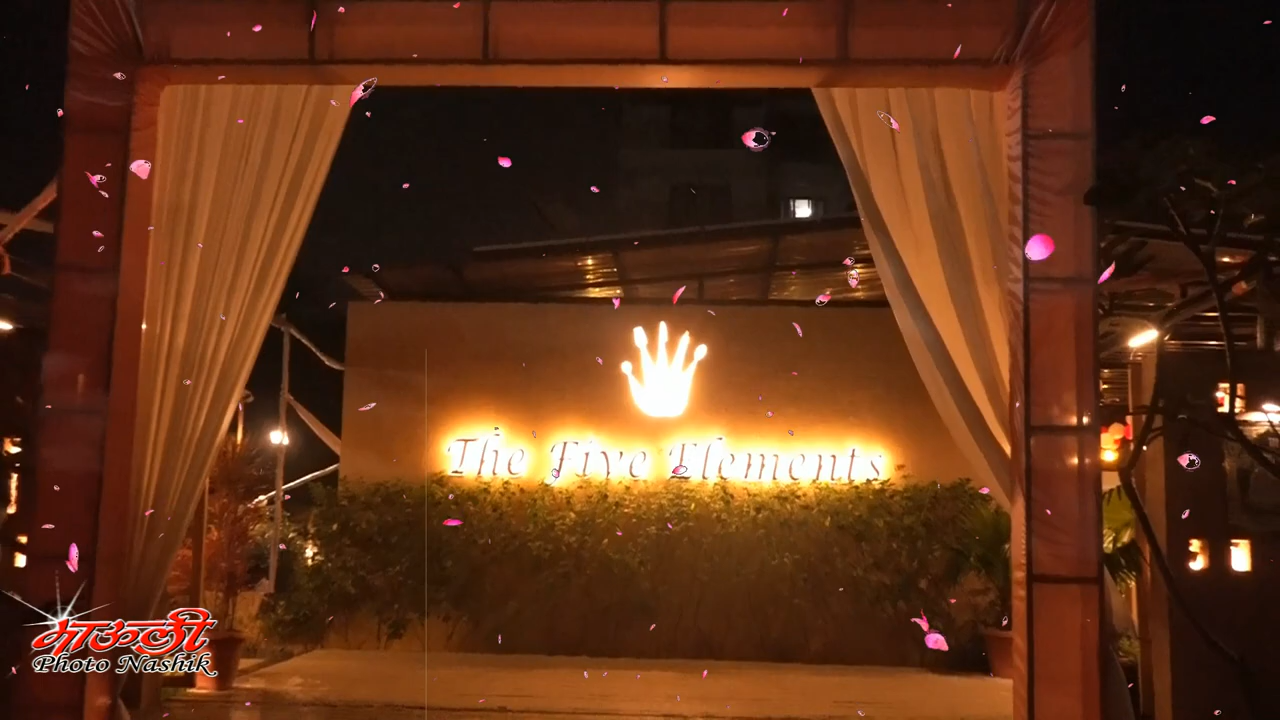 The Five Elements
माऊली
Photo Nashik